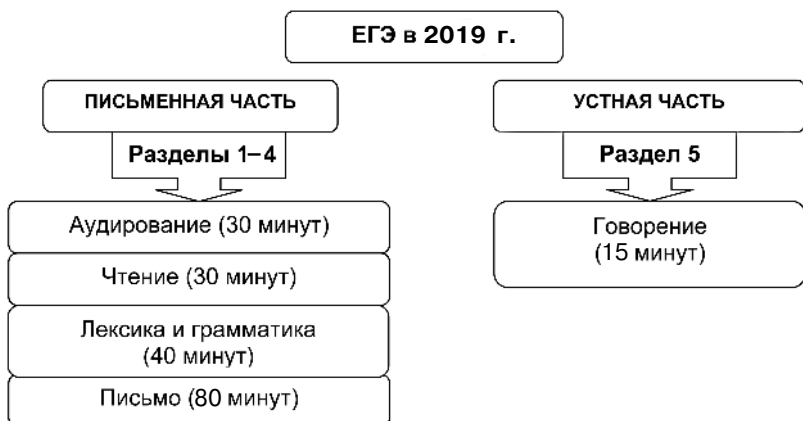 ЕГЭ в 2019 г.
ПИСЬМЕННАЯ ЧАСТЬ
Разделы 1–4
Аудирование (30 минут)
Чтение (30 минут)
Лексика и грамматика
(40 минут)
Письмо (80 минут)
УСТНАЯ ЧАСТЬ
Раздел 5
Говорение
(15 минут)